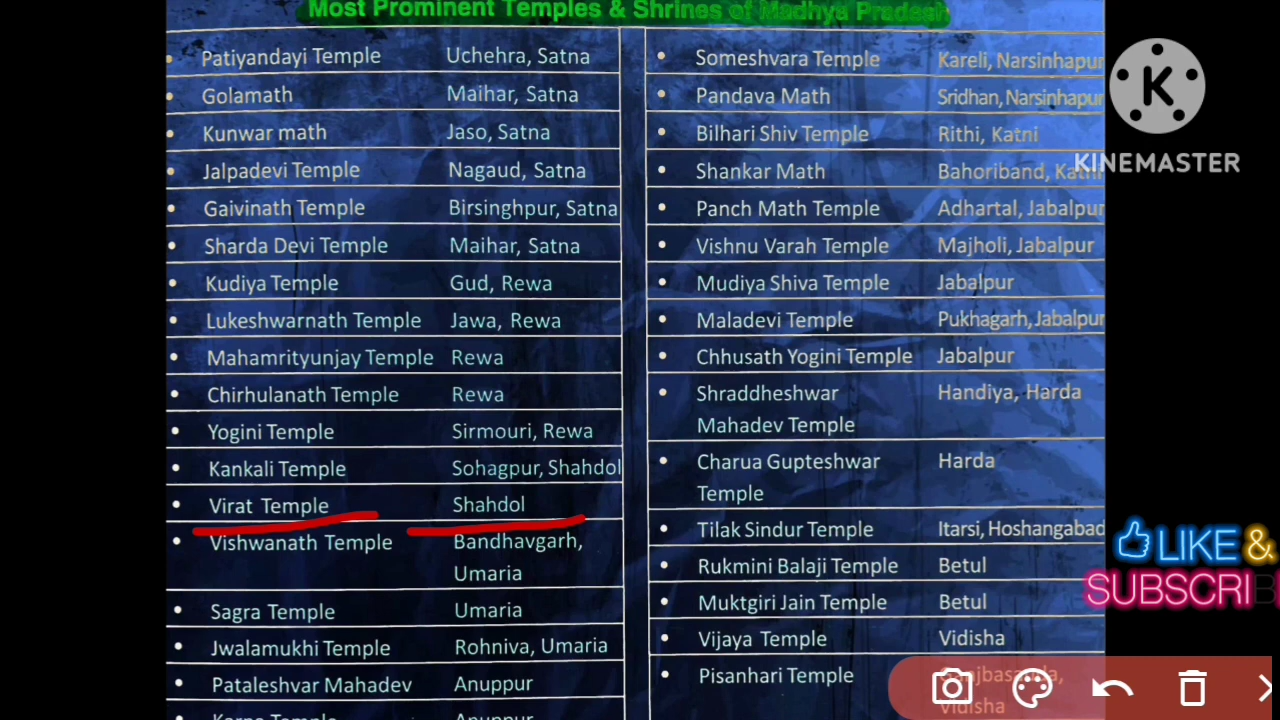 Most Prominent Temples & Shrines of Madhya Pradesh
Patiyandayi Temple Uchehra, Satna
Golamath Maihar, Satna
Kunwar math Jaso, Satna
Jalpadevi Temple Nagaud, Satna
Gaivinath Temple Birsinghpur, Satna
Sharda Devi Temple Maihar, Satna
Kudiya Temple Gud, Rewa
Lukeshwarnath Temple Jawa, Rewa
Mahamrityunjay Temple Rewa
Chirhulanath Temple Rewa
Yogini Temple Sirmouri, Rewa
Kankali Temple Sohagpur, Shahdol
Virat Temple Shahdol
Vishwanath Temple Bandhavgarh,
Umaria
Sagra Temple Umaria
Jwalamukhi Temple Rohniva, Umaria
Pataleshvar Mahadev Anuppur
Karna Temple Anuppur
Someshvara Temple Kareli, Narsinhapur
Pandava Math Sridhan, Narsinhapur
Bilhari Shiv Temple Rithi, Katni
Shankar Math Bahoriband, Katni
Panch Math Temple Adhartal, Jabalpur
Vishnu Varah Temple Majholi, Jabalpur
Mudiya Shiva Temple Jabalpur
Maladevi Temple Pukhagarh, Jabalpur
Chhusath Yogini Temple Jabalpur
Shraddheshwar Handiya, Harda
Mahadev Temple
Charua Gupteshwar Harda
Temple
Tilak Sindur Temple Itarsi, Hoshangabad
Rukmini Balaji Temple Betul
Muktgiri Jain Temple Betul
Vijaya Temple Vidisha
Pisanhari Temple Ganjbasauda,
Vidisha
K
KINEMASTER
LIKE &
SUBSCRIB